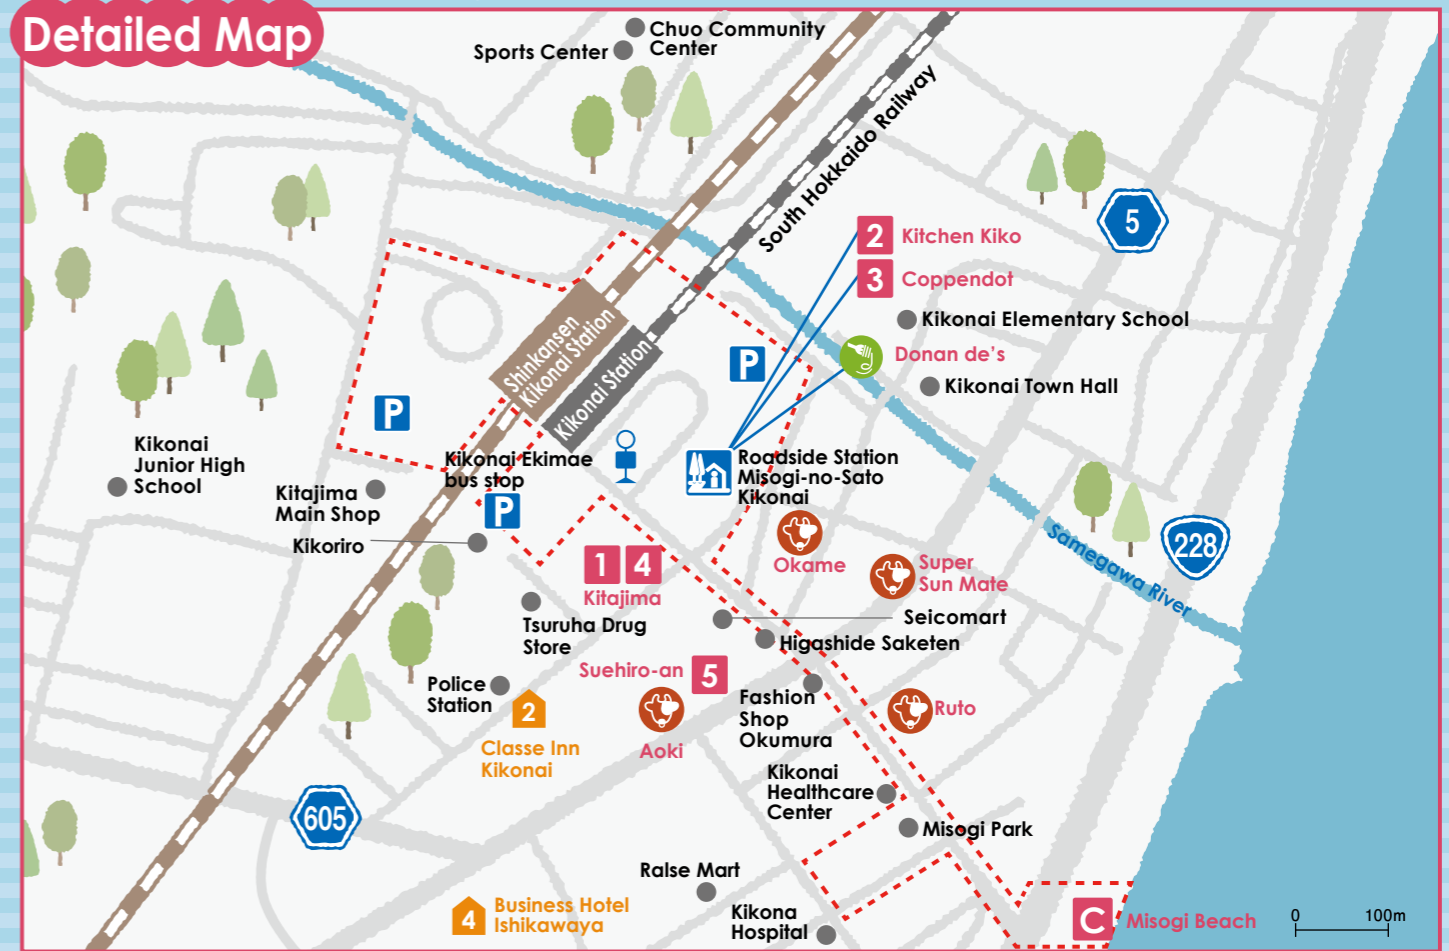 Detailed Map
Chuo Community
Center
Sports Center
South Hokkaido Railway
5
2 Kitchen Kiko
3 Coppendot
Kikonai Elementary School
Donan de's
Kikonai Town Hall
Shinkansen
Kikonai Station
Kikonai Station
P
P
Kikonai
Junior High
School
Kikonai Ekimae
bus stop
P
Roadside Station
Misogi-no-Sato
Kikonai
Kitajima
Main Shop
Kikoriro
1 4
Kitajima
Okame
Super
Sun Mate
Samegawa River
228
Tsuruha Drug
Store
Seicomart
Higashide Saketen
Suehiro-an 5
Police
Station
2
Classe Inn
Kikonai
Aoki
Fashion
Shop
Okumura
Ruto
605
Kikonai
Healthcare
Center
Misogi Park
Ralse Mart
4 Business Hotel
Ishikawaya
Kikona
Hospital
C Misogi Beach
0 100m